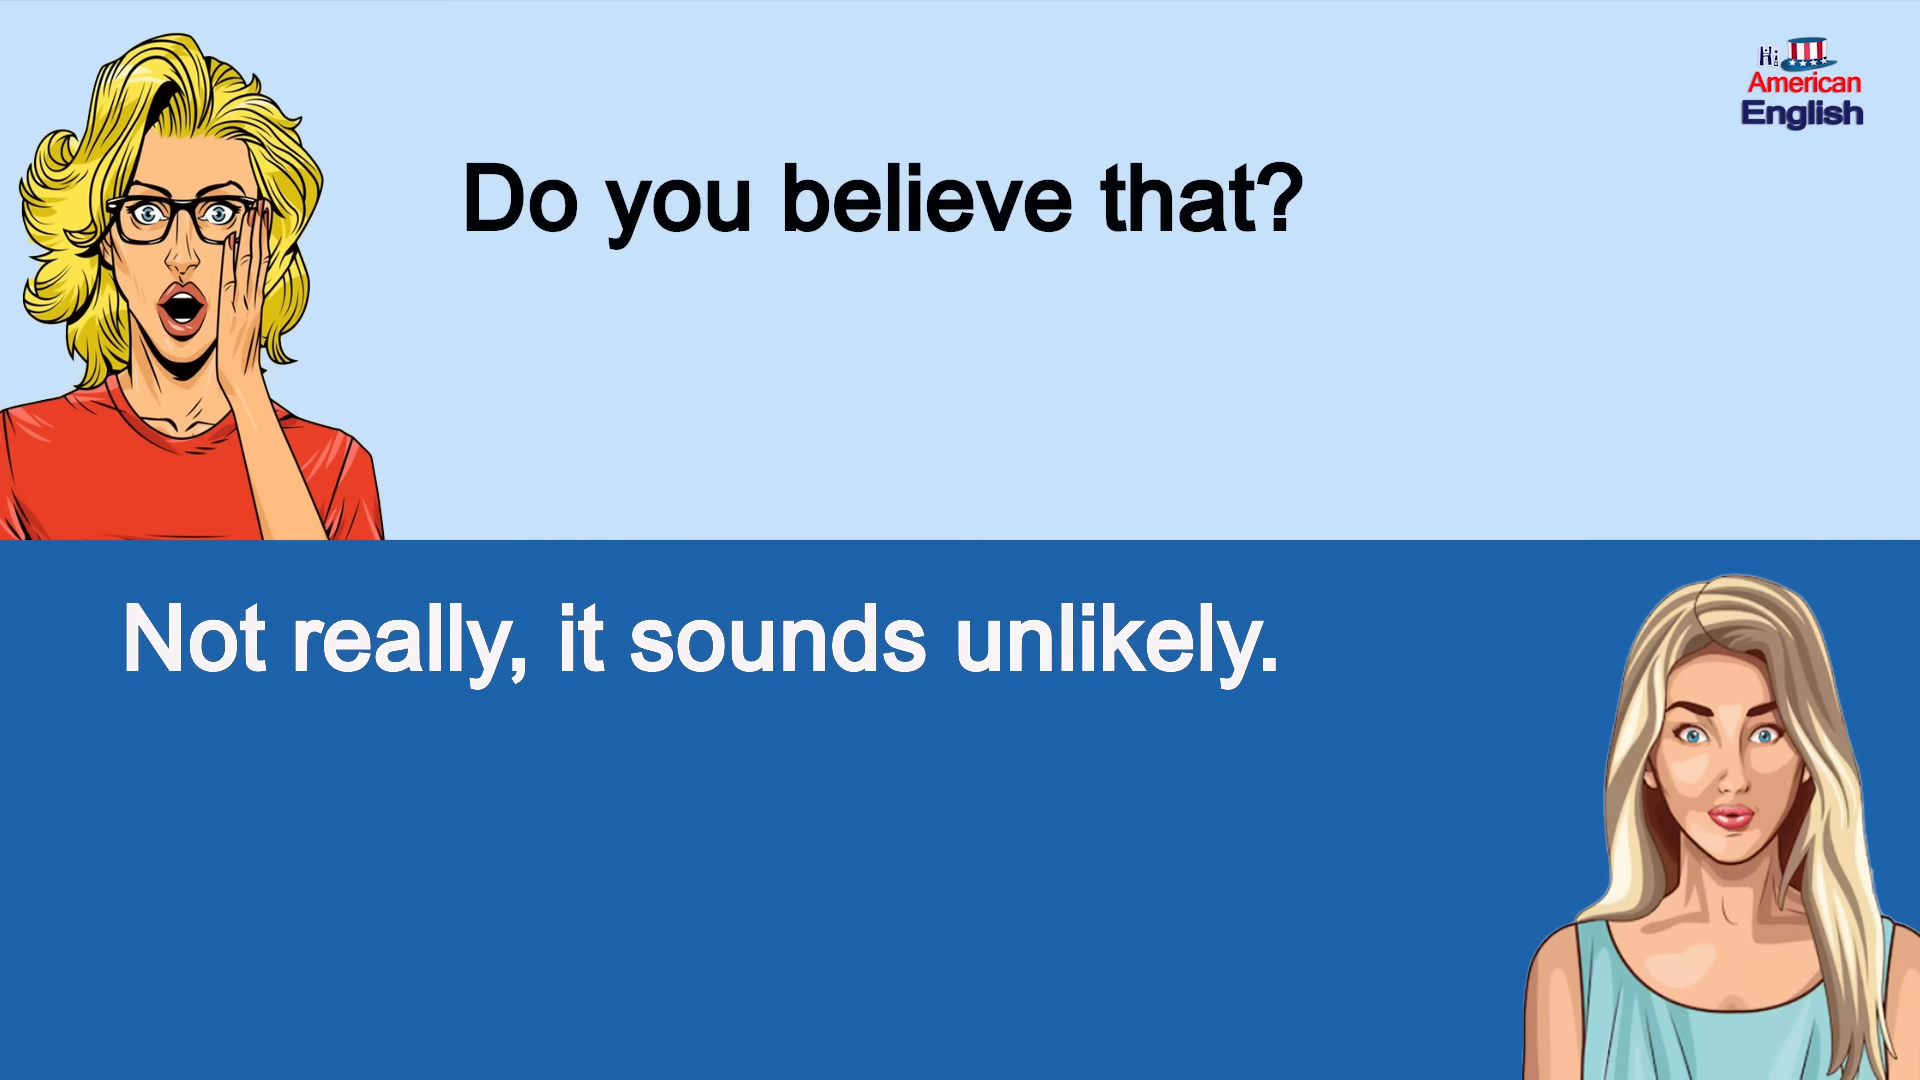 Hi
American
English
Do you believe that?
Not really, it sounds unlikely.